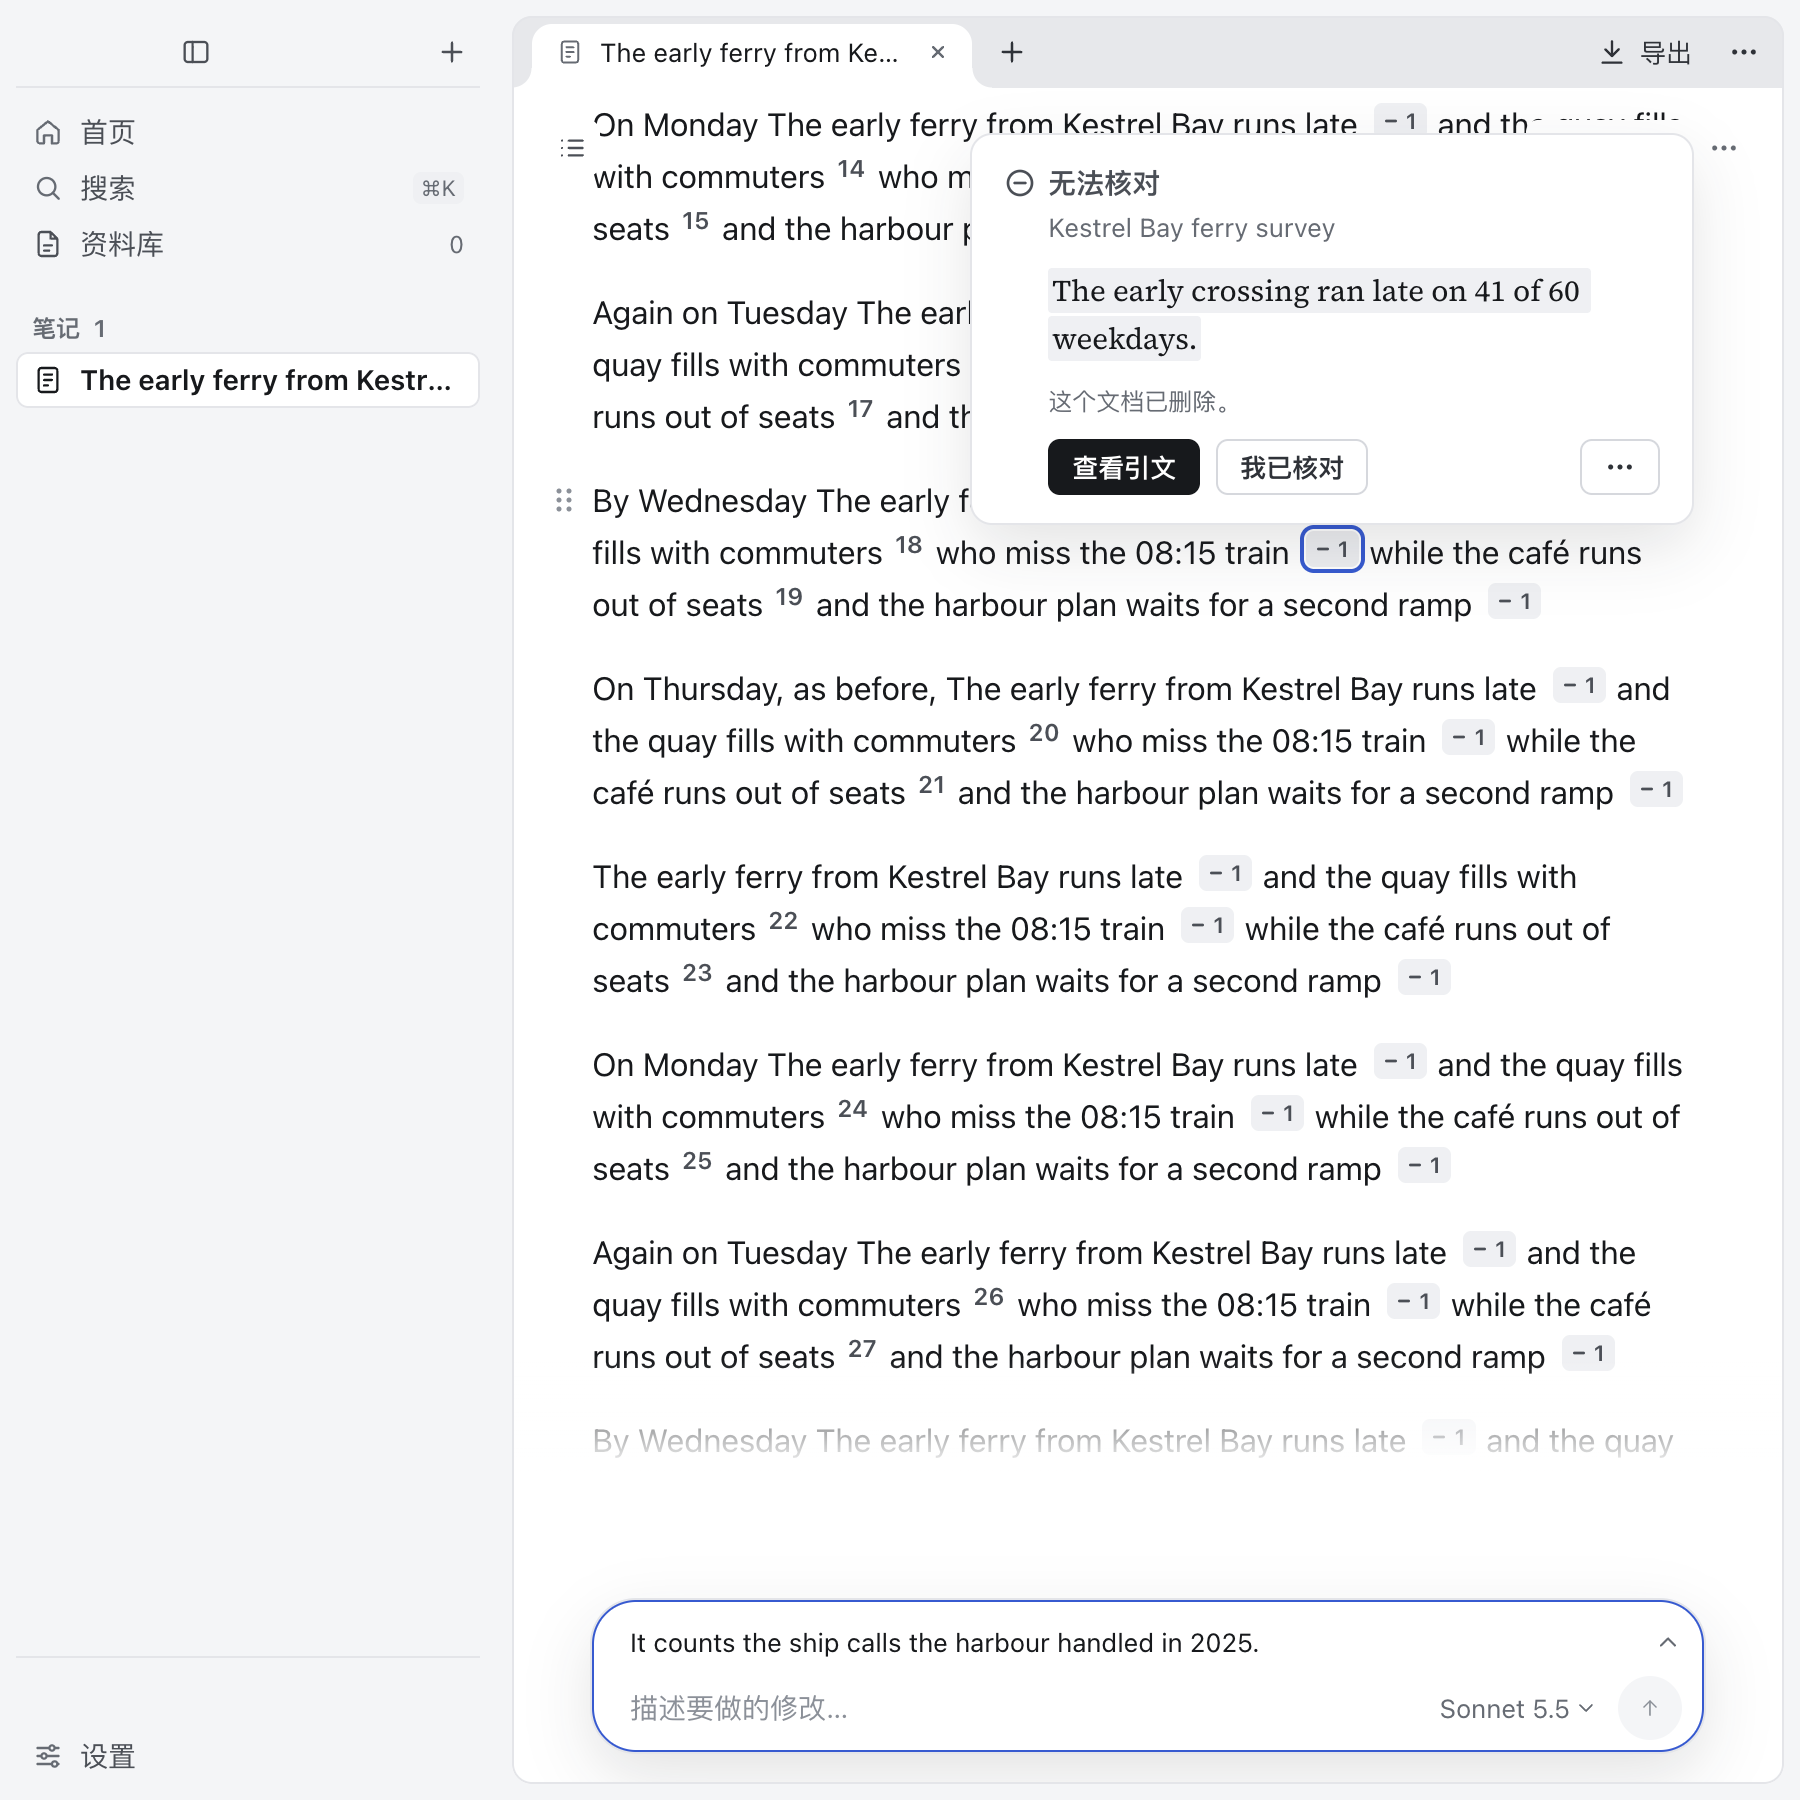 首页
搜索 ⌘K
资料库 0
笔记 1
The early ferry from Kestr...
设置
The early ferry from Ke...
导出
On Monday The early ferry from Kestrel Bay runs late – 1 and the quay fills
with commuters 14 who m
seats 15 and the harbour p
Again on Tuesday The earl
quay fills with commuters
runs out of seats 17 and th
By Wednesday The early f
fills with commuters 18 who miss the 08:15 train – 1 while the café runs
out of seats 19 and the harbour plan waits for a second ramp – 1
无法核对
Kestrel Bay ferry survey
The early crossing ran late on 41 of 60
weekdays.
这个文档已删除。
查看引文 我已核对
On Thursday, as before, The early ferry from Kestrel Bay runs late – 1 and
the quay fills with commuters 20 who miss the 08:15 train – 1 while the
café runs out of seats 21 and the harbour plan waits for a second ramp – 1
The early ferry from Kestrel Bay runs late – 1 and the quay fills with
commuters 22 who miss the 08:15 train – 1 while the café runs out of
seats 23 and the harbour plan waits for a second ramp – 1
On Monday The early ferry from Kestrel Bay runs late – 1 and the quay fills
with commuters 24 who miss the 08:15 train – 1 while the café runs out of
seats 25 and the harbour plan waits for a second ramp – 1
Again on Tuesday The early ferry from Kestrel Bay runs late – 1 and the
quay fills with commuters 26 who miss the 08:15 train – 1 while the café
runs out of seats 27 and the harbour plan waits for a second ramp – 1
By Wednesday The early ferry from Kestrel Bay runs late – 1 and the quay
It counts the ship calls the harbour handled in 2025.
描述要做的修改...
Sonnet 5.5